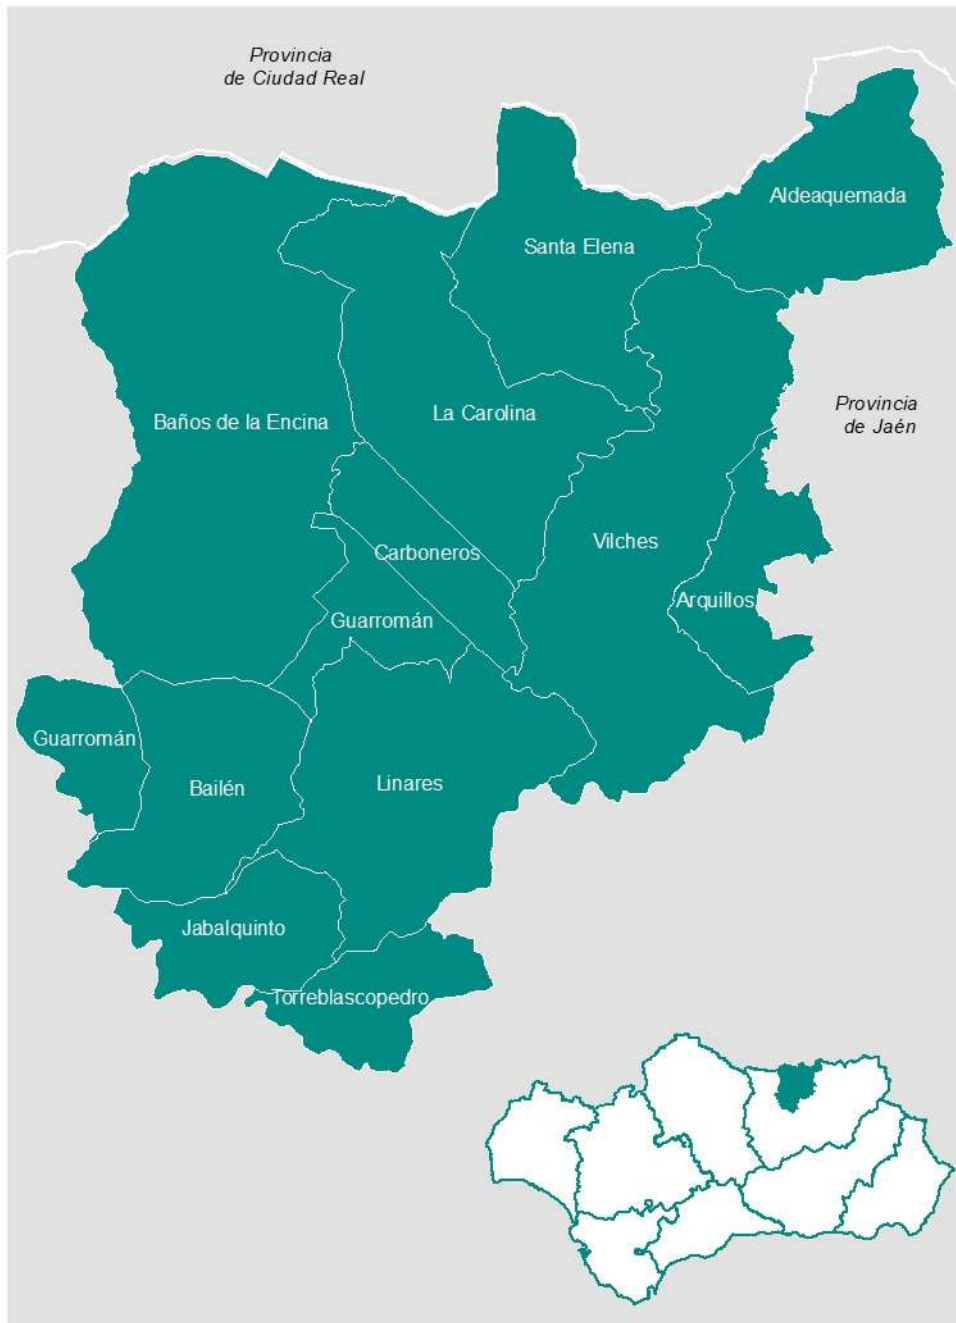 Provincia
de Ciudad Real
Aldeaquemada
Santa Elena
Provincia
de Jaén
La Carolina
Baños de la Encina
Vilches
Carboneros
Arquillos
Guarromán
Guarromán
Linares
Bailén
Jabalquinto
Torreblascopedro